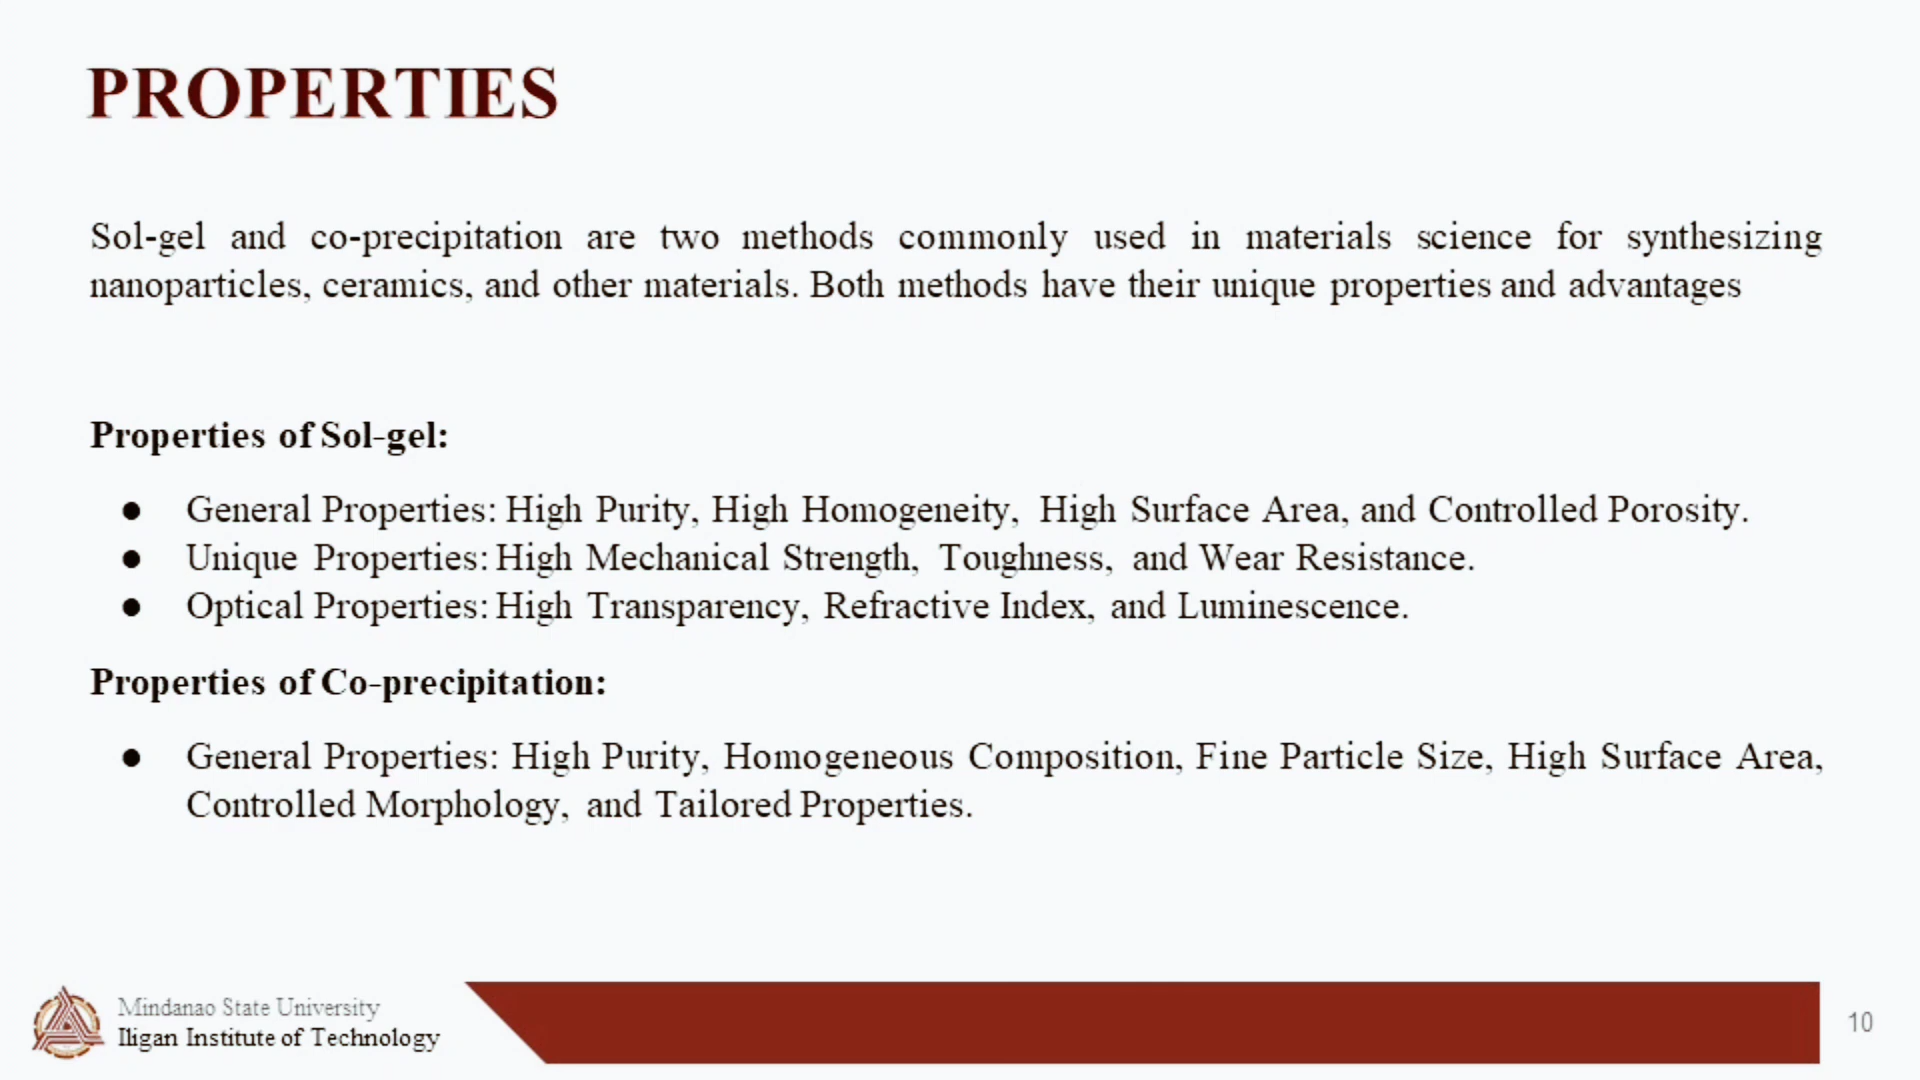 PROPERTIES
Sol-gel and co-precipitation are two methods commonly used in materials science for synthesizing
nanoparticles, ceramics, and other materials. Both methods have their unique properties and advantages
Properties of Sol-gel:
● General Properties: High Purity, High Homogeneity, High Surface Area, and Controlled Porosity.
● Unique Properties: High Mechanical Strength, Toughness, and Wear Resistance.
● Optical Properties: High Transparency, Refractive Index, and Luminescence.
Properties of Co-precipitation:
● General Properties: High Purity, Homogeneous Composition, Fine Particle Size, High Surface Area,
Controlled Morphology, and Tailored Properties.
Mindanao State University
Iligan Institute of Technology
10